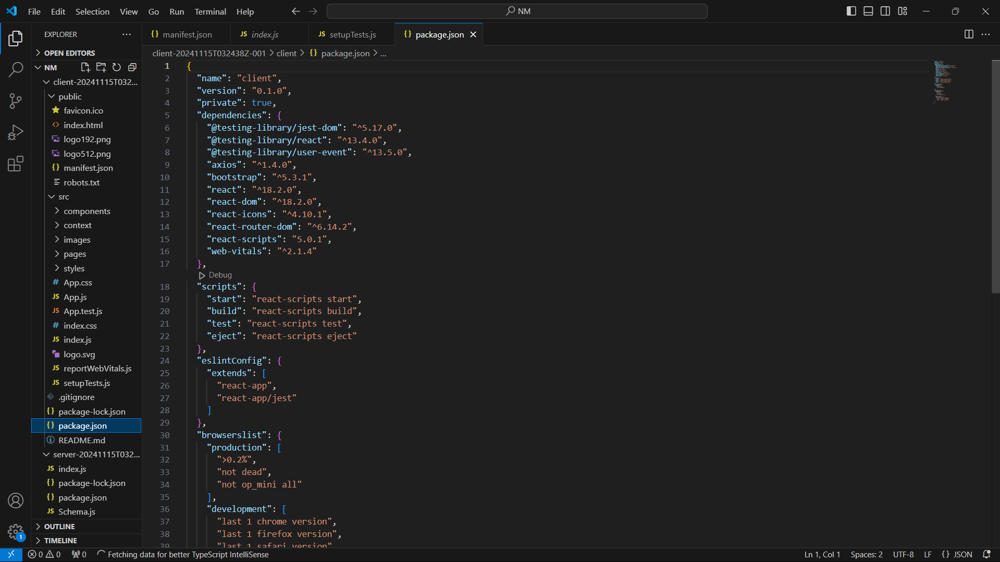 File Edit Selection View Go Run Terminal Help
NM
EXPLORER
OPEN EDITORS
NM
client-20241115T032...
public
favicon.ico
index.html
logo192.png
logo512.png
manifest.json
robots.txt
src
components
context
images
pages
styles
App.css
App.js
App.test.js
index.css
index.js
logo.svg
reportWebVitals.js
setupTests.js
.gitignore
package-lock.json
package.json
README.md
server-20241115T032...
index.js
package-lock.json
package.json
Schema.js
OUTLINE
TIMELINE
manifest.json index.js setupTests.js package.json
client-20241115T032438Z-001 > client > {} package.json > ...
1 {
2 "name": "client",
3 "version": "0.1.0",
4 "private": true,
5 "dependencies": {
6 "@testing-library/jest-dom": "^5.17.0",
7 "@testing-library/react": "^13.4.0",
8 "@testing-library/user-event": "^13.5.0",
9 "axios": "^1.4.0",
10 "bootstrap": "^5.3.1",
11 "react": "^18.2.0",
12 "react-dom": "^18.2.0",
13 "react-icons": "^4.10.1",
14 "react-router-dom": "^6.14.2",
15 "react-scripts": "5.0.1",
16 "web-vitals": "^2.1.4"
17 },
Debug
18 "scripts": {
19 "start": "react-scripts start",
20 "build": "react-scripts build",
21 "test": "react-scripts test",
22 "eject": "react-scripts eject"
23 },
24 "eslintConfig": {
25 "extends": [
26 "react-app",
27 "react-app/jest"
28 ]
29 },
30 "browserslist": {
31 "production": [
32 ">0.2%",
33 "not dead",
34 "not op_mini all"
35 ],
36 "development": [
37 "last 1 chrome version",
38 "last 1 firefox version",
39 "last 1 safari version"
1
0 0 0 Fetching data for better TypeScript IntelliSense
Ln 1, Col 1 Spaces: 2 UTF-8 LF {} JSON